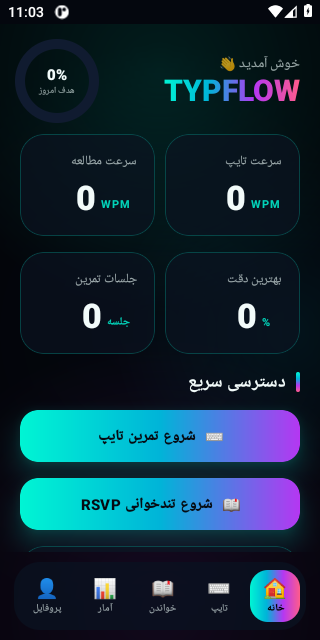 11:03
خوش آمدید 👋
TYPFLOW
0%
هدف امروز
سرعت تایپ
0 WPM
سرعت مطالعه
0 WPM
بهترین دقت
0 %
جلسات تمرین
0 جلسه
دسترسی سریع
⌨️ شروع تمرین تایپ
📖 شروع تندخوانی RSVP
خانه
تایپ
خواندن
آمار
پروفایل